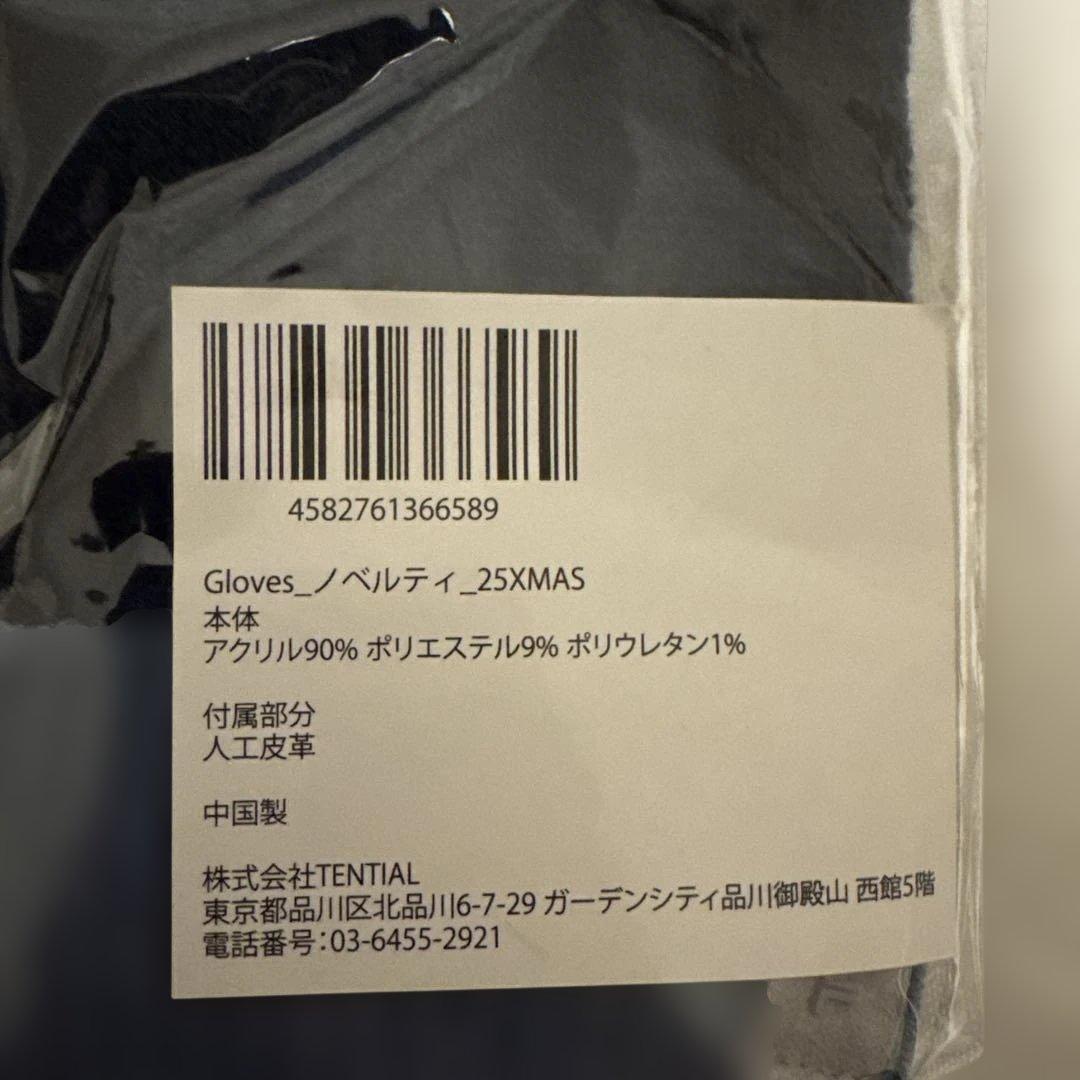 4582761366589
Gloves_ノベルティ_25XMAS
本体
アクリル90% ポリエステル9% ポリウレタン1%
付属部分
人工皮革
中国製
株式会社TENTIAL
東京都品川区北品川6-7-29 ガーデンシティ品川御殿山 西館5階
電話番号:03-6455-2921